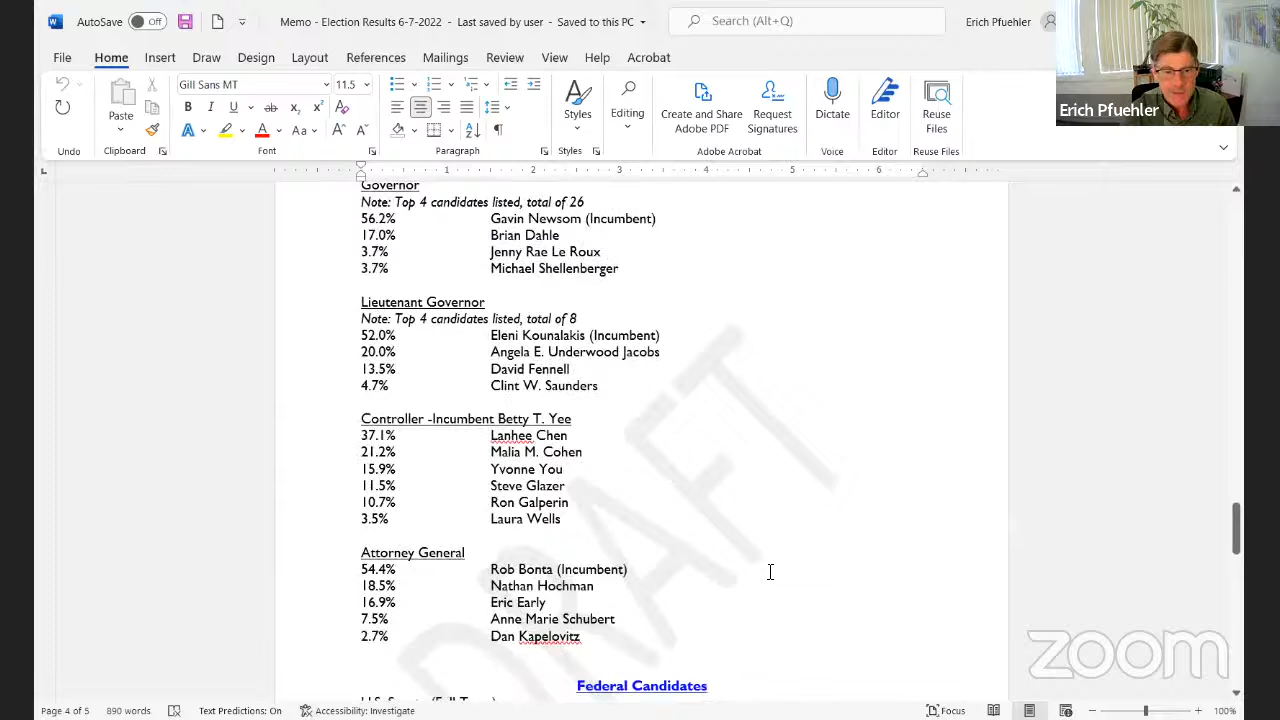 AutoSave Off Memo - Election Results 6-7-2022 - Last saved by user - Saved to this PC Search (Alt+Q) Erich Pfuehler
File Home Insert Draw Design Layout References Mailings Review View Help Acrobat
Gill Sans MT 11.5
Paste Styles Editing Create and Share Adobe PDF Request Signatures Dictate Editor Reuse Files
Undo Clipboard Font Paragraph Styles Adobe Acrobat Voice Editor Reuse Files
Erich Pfuehler
1 2 3 4 5 6
Governor
Note: Top 4 candidates listed, total of 26
56.2% Gavin Newsom (Incumbent)
17.0% Brian Dahle
3.7% Jenny Rae Le Roux
3.7% Michael Shellenberger
Lieutenant Governor
Note: Top 4 candidates listed, total of 8
52.0% Eleni Kounalakis (Incumbent)
20.0% Angela E. Underwood Jacobs
13.5% David Fennell
4.7% Clint W. Saunders
Controller -Incumbent Betty T. Yee
37.1% Lanhee Chen
21.2% Malia M. Cohen
15.9% Yvonne You
11.5% Steve Glazer
10.7% Ron Galperin
3.5% Laura Wells
Attorney General
54.4% Rob Bonta (Incumbent)
18.5% Nathan Hochman
16.9% Eric Early
7.5% Anne Marie Schubert
2.7% Dan Kapelovitz
Federal Candidates
DRAFT
zoom
Page 4 of 5 890 words Text Predictions: On Accessibility: Investigate Focus 100%